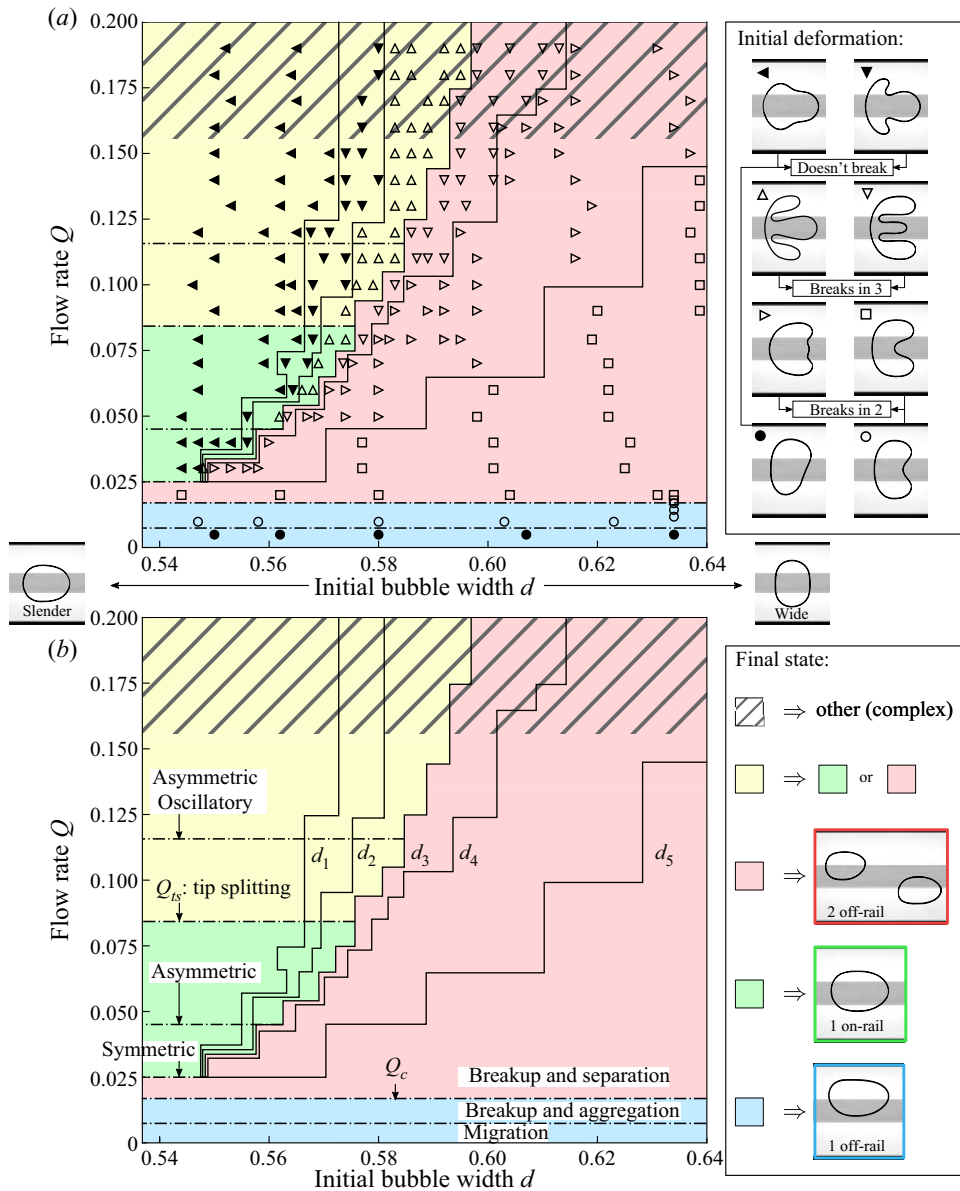 (a)
0.200
0.175
0.150
0.125
0.100
0.075
0.050
0.025
0
Flow rate Q
0.54
0.56
0.58
0.60
0.62
0.64
Initial bubble width d
Slender
Wide
Initial deformation:
Doesn't break
Breaks in 3
Breaks in 2
(b)
0.200
0.175
0.150
0.125
0.100
0.075
0.050
0.025
0
Flow rate Q
Asymmetric
Oscillatory
Qts: tip splitting
Asymmetric
Symmetric
d1
d2
d3
d4
d5
Qc
Breakup and separation
Breakup and aggregation
Migration
0.54
0.56
0.58
0.60
0.62
0.64
Initial bubble width d
Final state:
⇒ other (complex)
⇒ or
⇒
2 off-rail
⇒
1 on-rail
⇒
1 off-rail